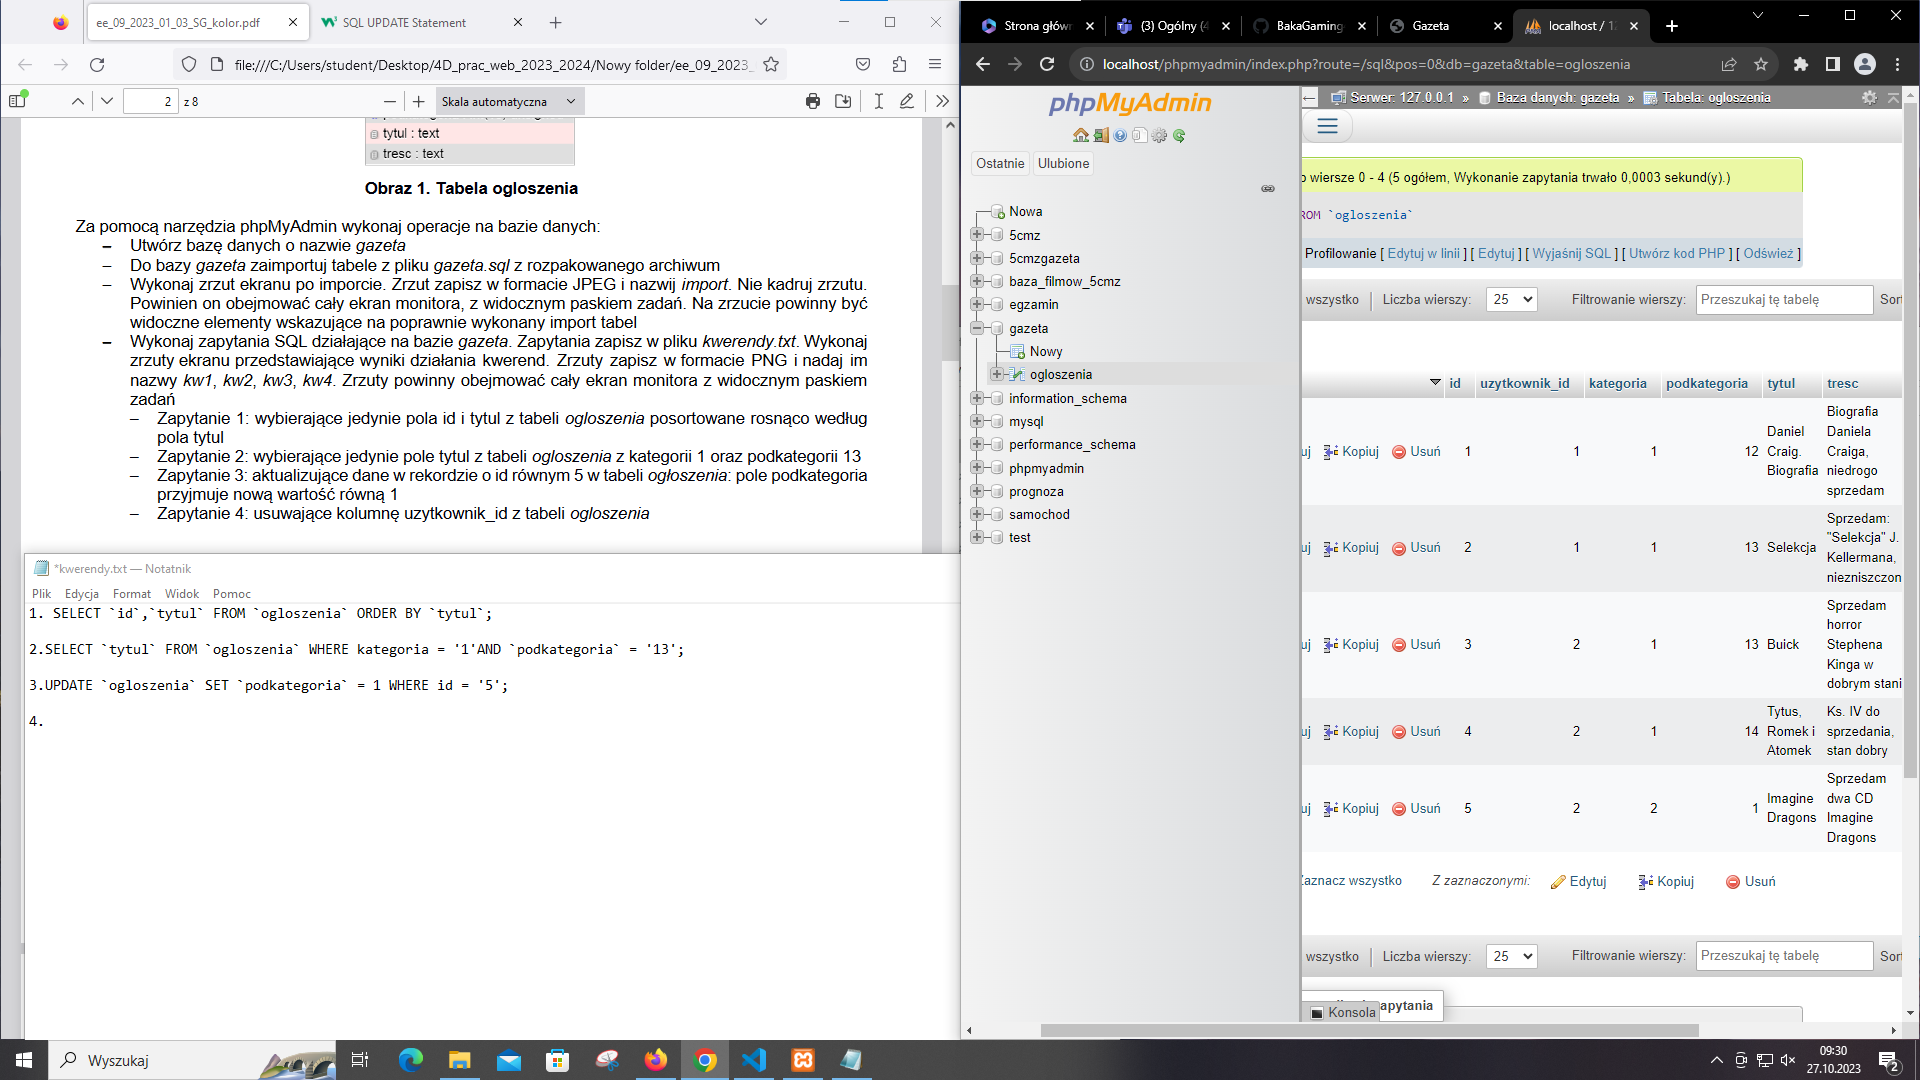 ee_09_2023_01_03_SG_kolor.pdf
SQL UPDATE Statement
file:///C:/Users/student/Desktop/4D_prac_web_2023_2024/Nowy folder/ee_09_2023_
2
z 8
Skala automatyczna
tytul : text
tresc : text
Obraz 1. Tabela ogloszenia
Za pomocą narzędzia phpMyAdmin wykonaj operacje na bazie danych:
– Utwórz bazę danych o nazwie gazeta
– Do bazy gazeta zaimportuj tabele z pliku gazeta.sql z rozpakowanego archiwum
– Wykonaj zrzut ekranu po imporcie. Zrzut zapisz w formacie JPEG i nazwij import. Nie kadruj zrzutu.
Powinien on obejmować cały ekran monitora, z widocznym paskiem zadań. Na zrzucie powinny być
widoczne elementy wskazujące na poprawnie wykonany import tabel
– Wykonaj zapytania SQL działające na bazie gazeta. Zapytania zapisz w pliku kwerendy.txt. Wykonaj
zrzuty ekranu przedstawiające wyniki działania kwerend. Zrzuty zapisz w formacie PNG i nadaj im
nazwy kw1, kw2, kw3, kw4. Zrzuty powinny obejmować cały ekran monitora z widocznym paskiem
zadań
– Zapytanie 1: wybierające jedynie pola id i tytul z tabeli ogloszenia posortowane rosnąco według
pola tytul
– Zapytanie 2: wybierające jedynie pole tytul z tabeli ogloszenia z kategorii 1 oraz podkategorii 13
– Zapytanie 3: aktualizujące dane w rekordzie o id równym 5 w tabeli ogłoszenia: pole podkategoria
przyjmuje nową wartość równą 1
– Zapytanie 4: usuwające kolumnę uzytkownik_id z tabeli ogloszenia
*kwerendy.txt — Notatnik
Plik Edycja Format Widok Pomoc
1. SELECT `id`,`tytul` FROM `ogloszenia` ORDER BY `tytul`;
2.SELECT `tytul` FROM `ogloszenia` WHERE kategoria = '1'AND `podkategoria` = '13';
3.UPDATE `ogloszenia` SET `podkategoria` = 1 WHERE id = '5';
4.
Strona główn
(3) Ogólny (4
BakaGaming
Gazeta
localhost / 12
localhost/phpmyadmin/index.php?route=/sql&pos=0&db=gazeta&table=ogloszenia
phpMyAdmin
Ostatnie Ulubione
Nowa
5cmz
5cmzgazeta
baza_filmow_5cmz
egzamin
gazeta
Nowy
ogloszenia
information_schema
mysql
performance_schema
phpmyadmin
prognoza
samochod
test
Serwer: 127.0.0.1 » Baza danych: gazeta » Tabela: ogloszenia
o wiersze 0 - 4 (5 ogółem, Wykonanie zapytania trwało 0,0003 sekund(y).)
ROM `ogloszenia`
Profilowanie [ Edytuj w linii ] [ Edytuj ] [ Wyjaśnij SQL ] [ Utwórz kod PHP ] [ Odśwież ]
wszystko Liczba wierszy: 25 Filtrowanie wierszy: Przeszukaj tę tabelę Sort
id uzytkownik_id kategoria podkategoria tytul tresc
uj Kopiuj Usuń 1 1 1 12 Daniel Craig. Biografia Biografia Daniela Craiga, niedrogo sprzedam
uj Kopiuj Usuń 2 1 1 13 Selekcja Sprzedam: "Selekcja" J. Kellermana, niezniszczon
uj Kopiuj Usuń 3 2 1 13 Buick Sprzedam horror Stephena Kinga w dobrym stani
uj Kopiuj Usuń 4 2 1 14 Tytus, Romek i Atomek Ks. IV do sprzedania, stan dobry
uj Kopiuj Usuń 5 2 2 1 Imagine Dragons Sprzedam dwa CD Imagine Dragons
Zaznacz wszystko Z zaznaczonymi: Edytuj Kopiuj Usuń
wszystko Liczba wierszy: 25 Filtrowanie wierszy: Przeszukaj tę tabelę Sort
Konsola
apytania
Wyszukaj
09:30
27.10.2023
2